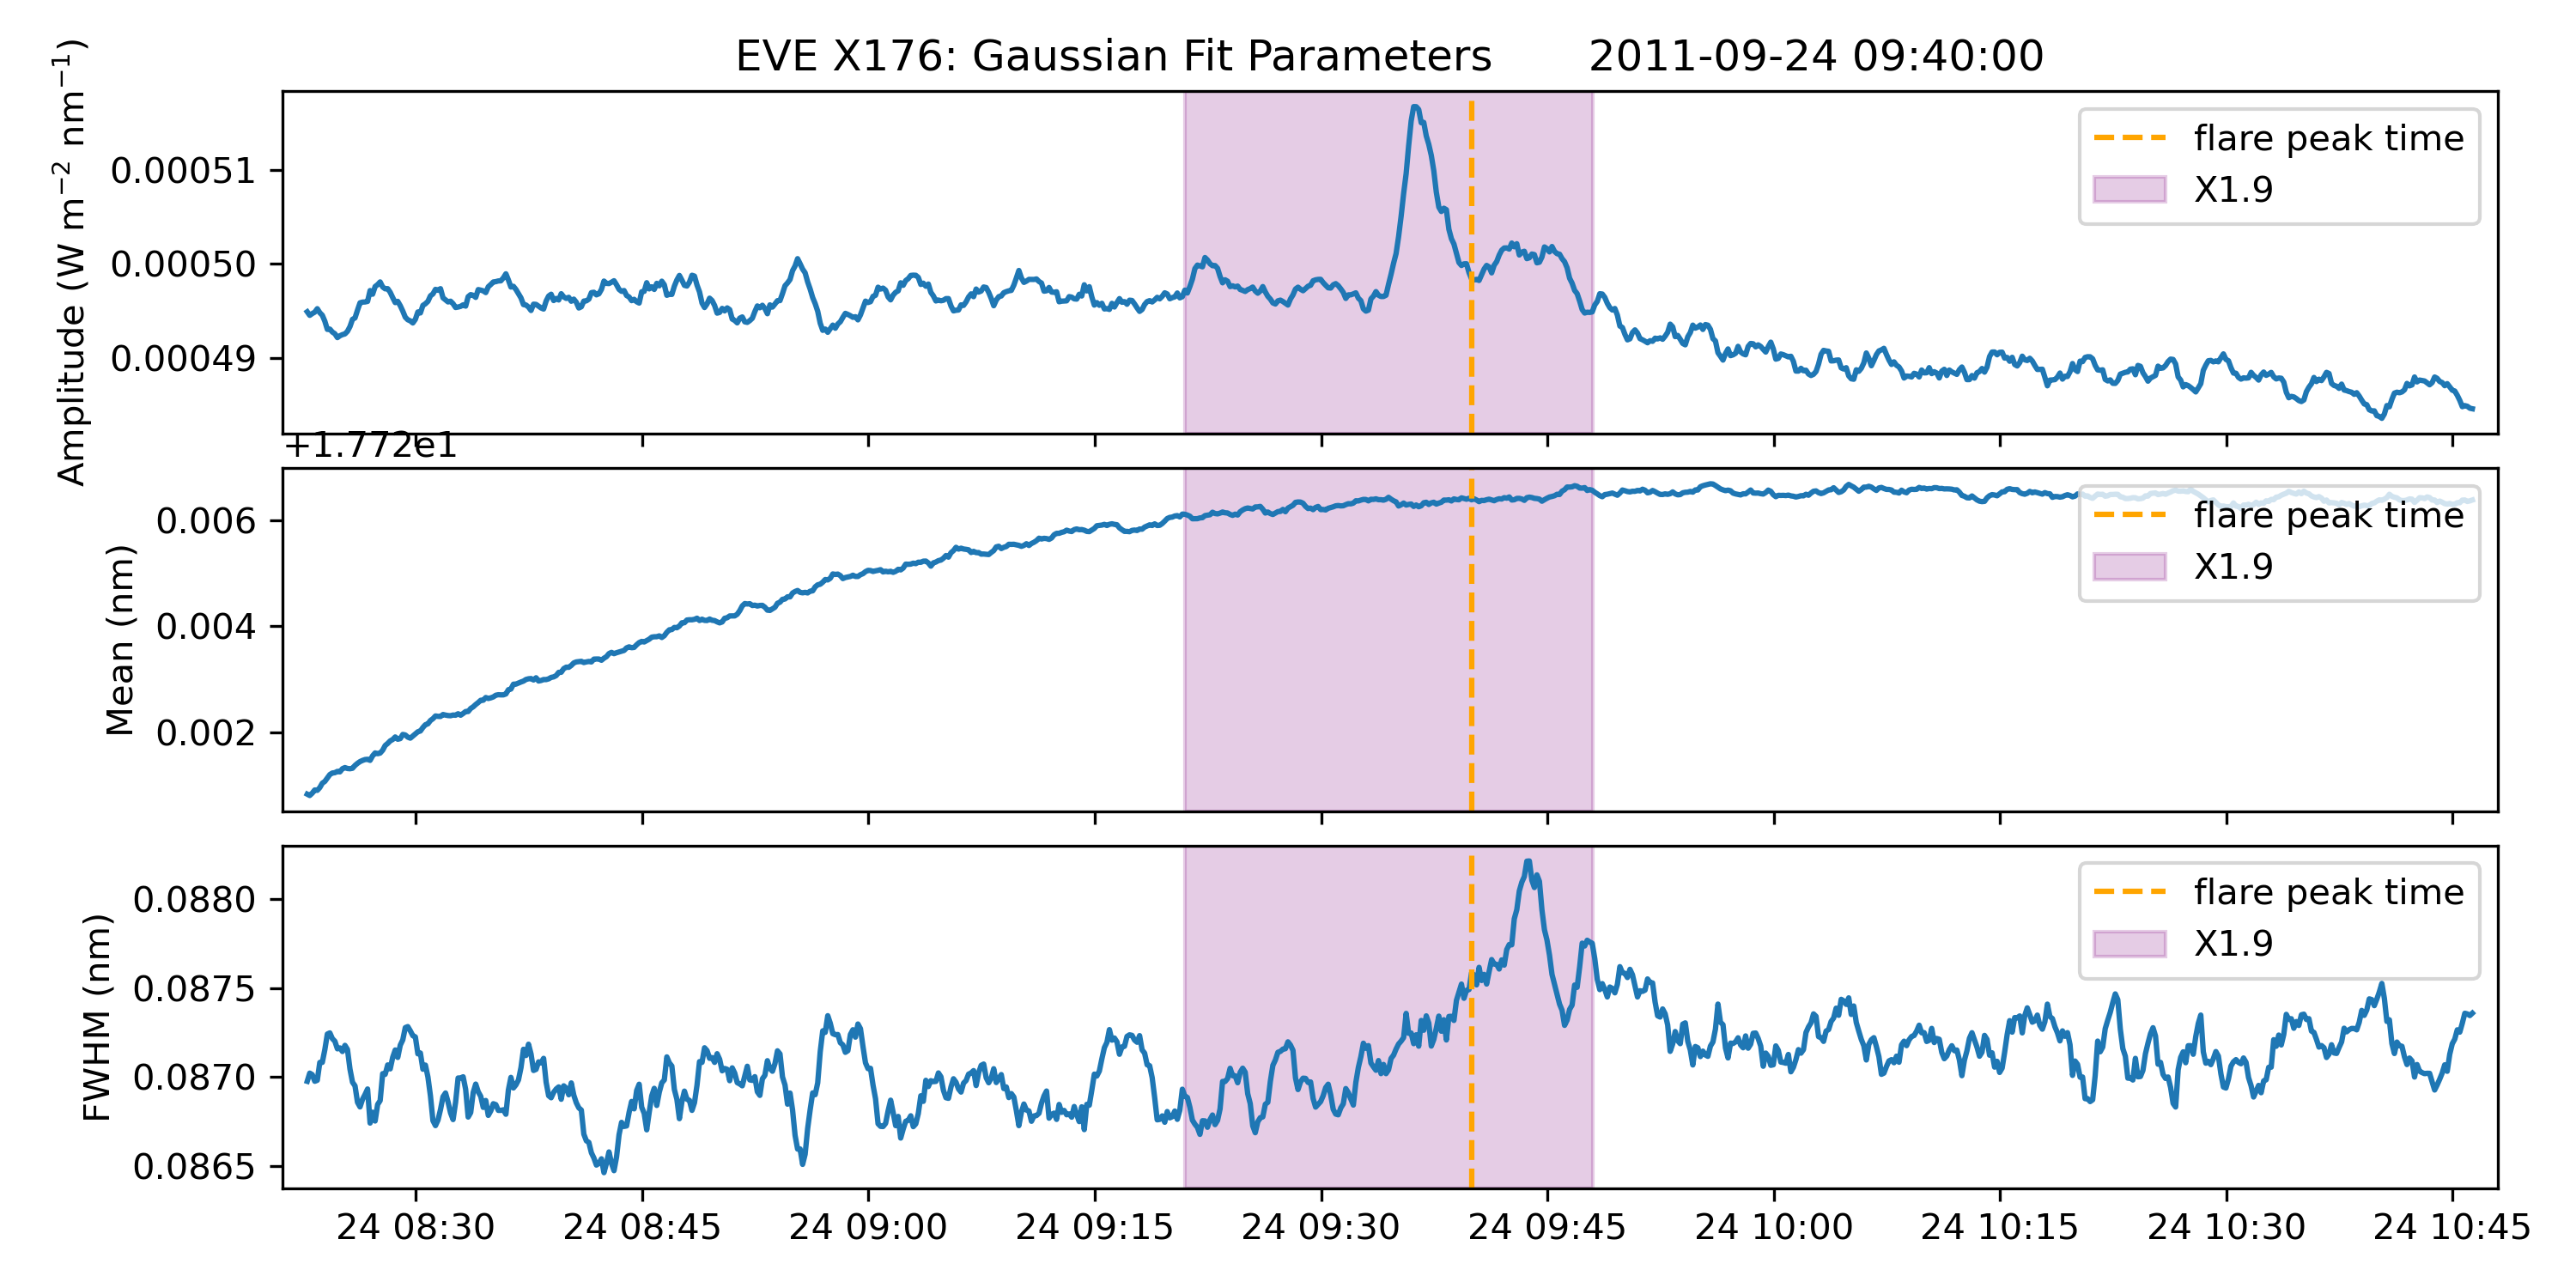 EVE X176: Gaussian Fit Parameters 2011-09-24 09:40:00
Amplitude (W m⁻² nm⁻¹)
0.00051
0.00050
0.00049
flare peak time
X1.9
+1.772e1
Mean (nm)
0.006
0.004
0.002
flare peak time
X1.9
FWHM (nm)
0.0880
0.0875
0.0870
0.0865
flare peak time
X1.9
24 08:30 24 08:45 24 09:00 24 09:15 24 09:30 24 09:45 24 10:00 24 10:15 24 10:30 24 10:45